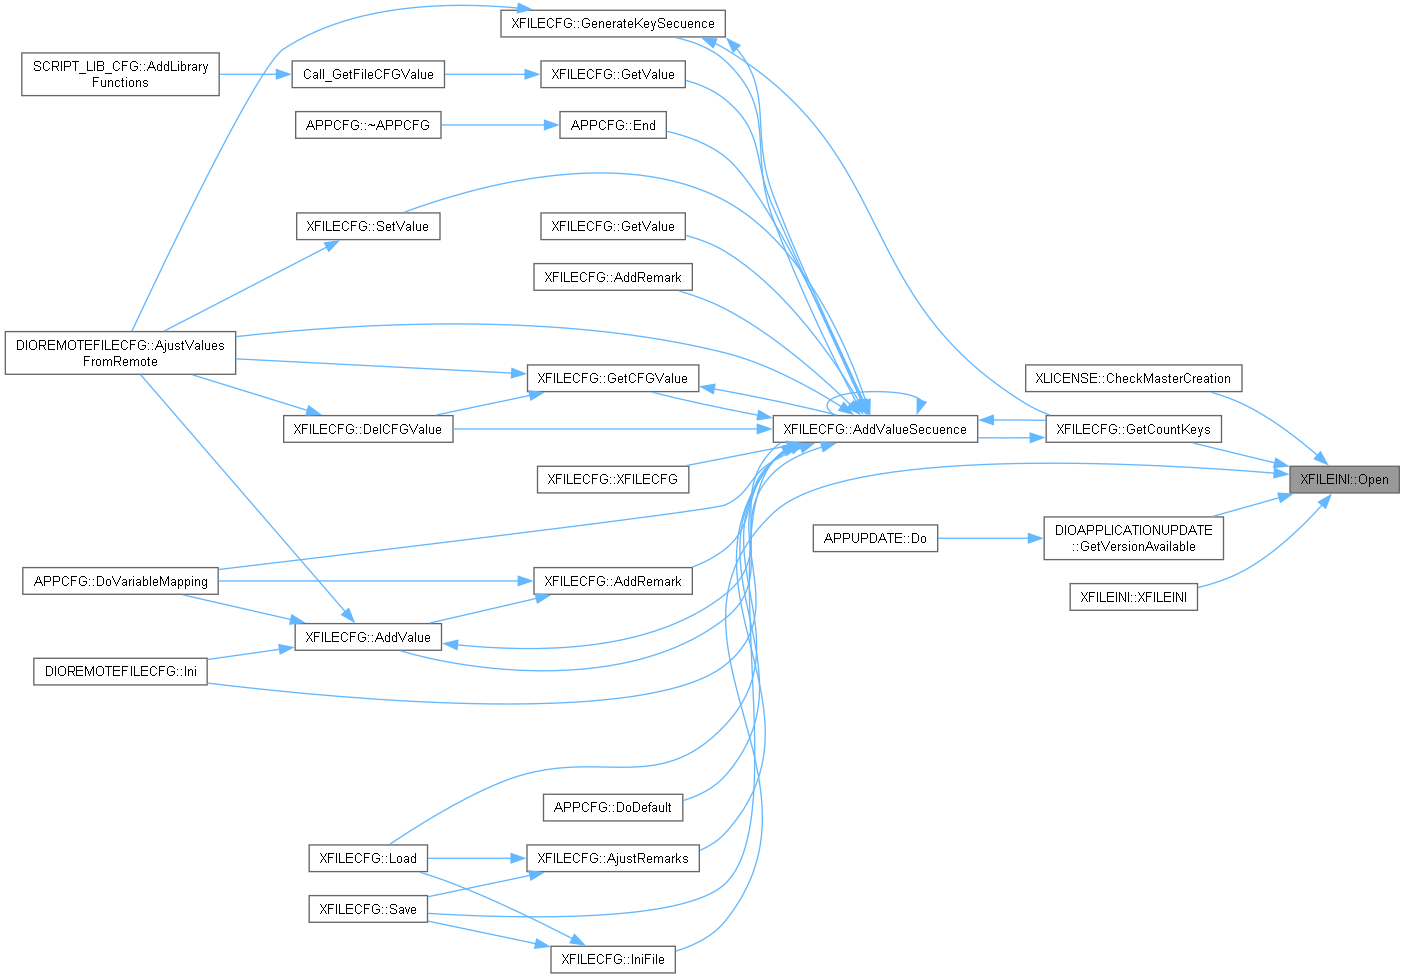 XFILECFG::GenerateKeySecuence
SCRIPT_LIB_CFG::AddLibrary
Functions
Call_GetFileCFGValue
XFILECFG::GetValue
APPCFG::~APPCFG
APPCFG::End
XFILECFG::SetValue
XFILECFG::GetValue
XFILECFG::AddRemark
DIOREMOTEFILECFG::AjustValues
FromRemote
XFILECFG::GetCFGValue
XLICENSE::CheckMasterCreation
XFILECFG::DelCFGValue
XFILECFG::AddValueSecuence
XFILECFG::GetCountKeys
XFILECFG::XFILECFG
XFILEINI::Open
APPUPDATE::Do
DIOAPPLICATIONUPDATE
::GetVersionAvailable
APPCFG::DoVariableMapping
XFILECFG::AddRemark
XFILEINI::XFILEINI
XFILECFG::AddValue
DIOREMOTEFILECFG::Ini
APPCFG::DoDefault
XFILECFG::Load
XFILECFG::AjustRemarks
XFILECFG::Save
XFILECFG::IniFile